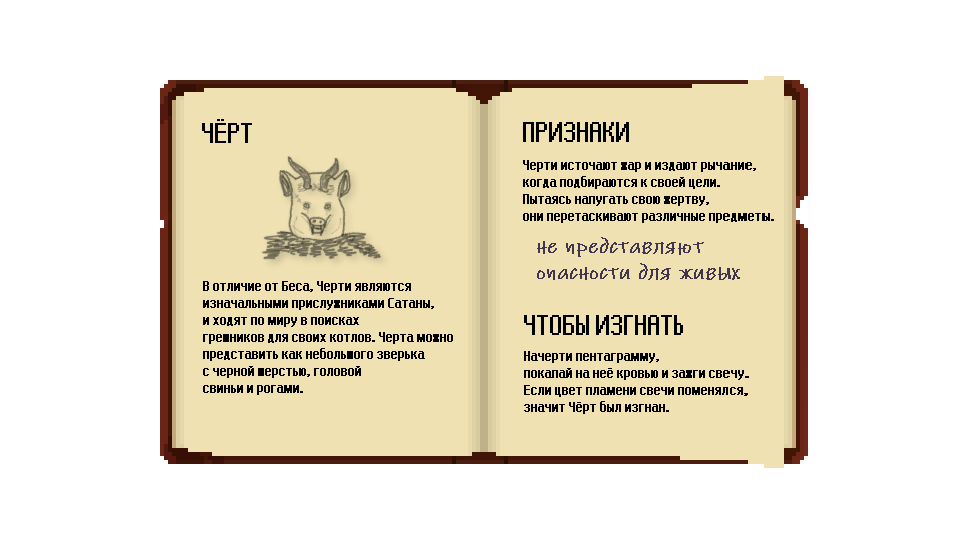 ЧЁРТ
В отличие от Беса, Черти являются
изначальными прислужниками Сатаны,
и ходят по миру в поисках
грешников для своих котлов. Черта можно
представить как небольшого зверька
с черной шерстью, головой
свиньи и рогами.
ПРИЗНАКИ
Черти источают жар и издают рычание,
когда подбираются к своей цели.
Пытаясь напугать свою жертву,
они перетаскивают различные предметы.
не представляют
опасности для живых
ЧТОБЫ ИЗГНАТЬ
Начерти пентаграмму,
покапай на неё кровью и зажги свечу.
Если цвет пламени свечи поменялся,
значит Чёрт был изгнан.